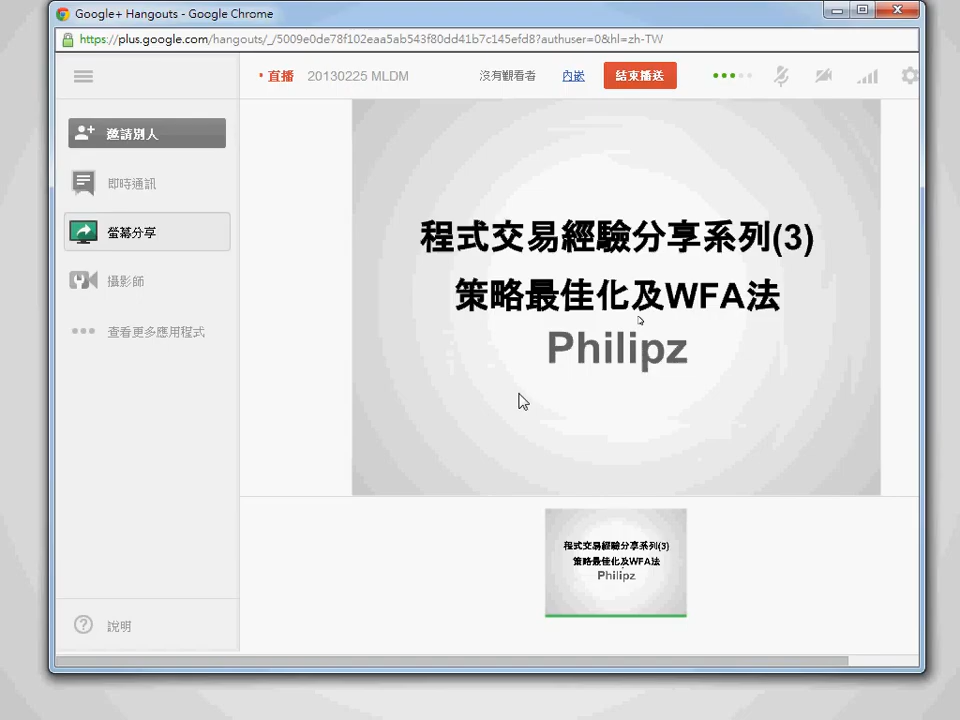 Google+ Hangouts - Google Chrome
https://plus.google.com/hangouts/_/5009e0de78f102eaa5ab543f80dd41b7c145efd8?authuser=0&hl=zh-TW
• 直播 20130225 MLDM 沒有觀看者 內嵌 結束播送
邀請別人
即時通訊
螢幕分享
攝影師
查看更多應用程式
說明
程式交易經驗分享系列(3)
策略最佳化及WFA法
Philipz
程式交易經驗分享系列(3)
策略最佳化及WFA法
Philipz